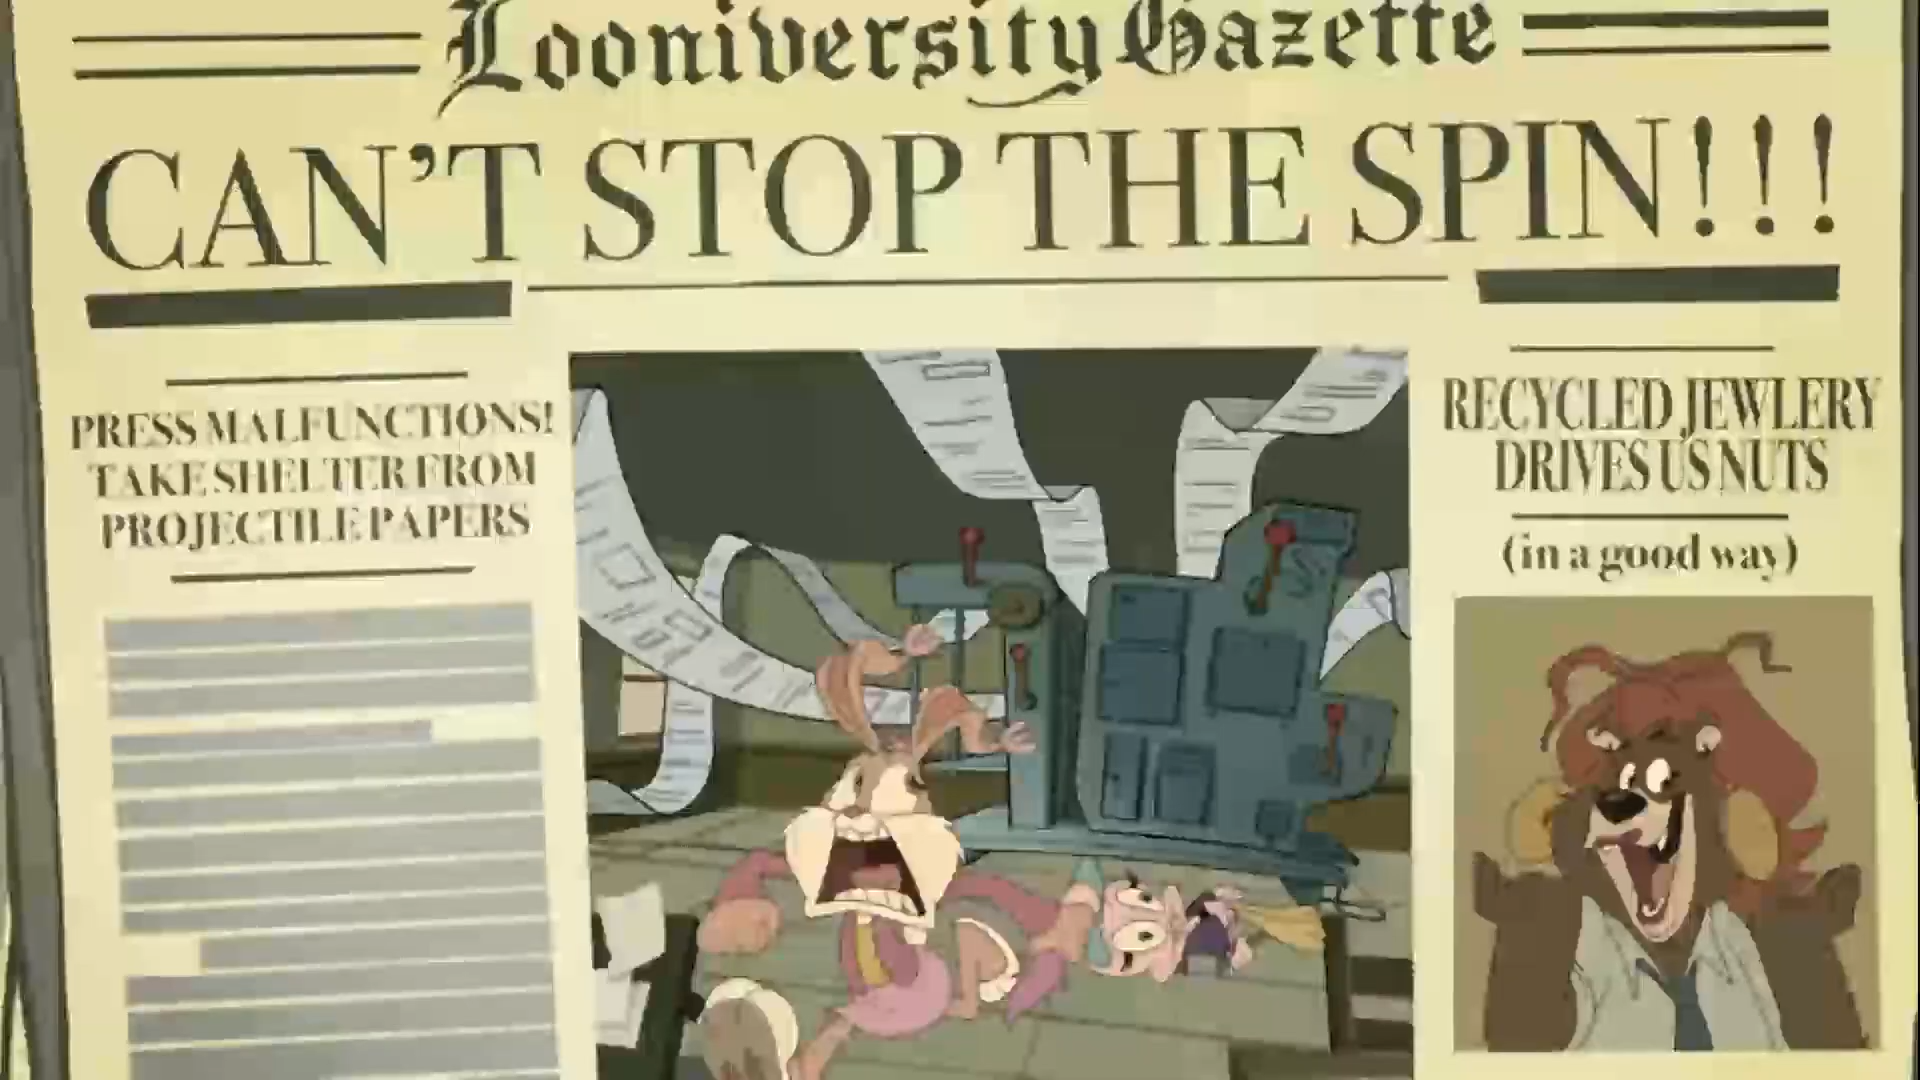 Looniversity Gazette
CAN'T STOP THE SPIN!!!
PRESS MALFUNCTIONS!
TAKE SHELTER FROM
PROJECTILE PAPERS
RECYCLED JEWLERY
DRIVES US NUTS
(in a good way)